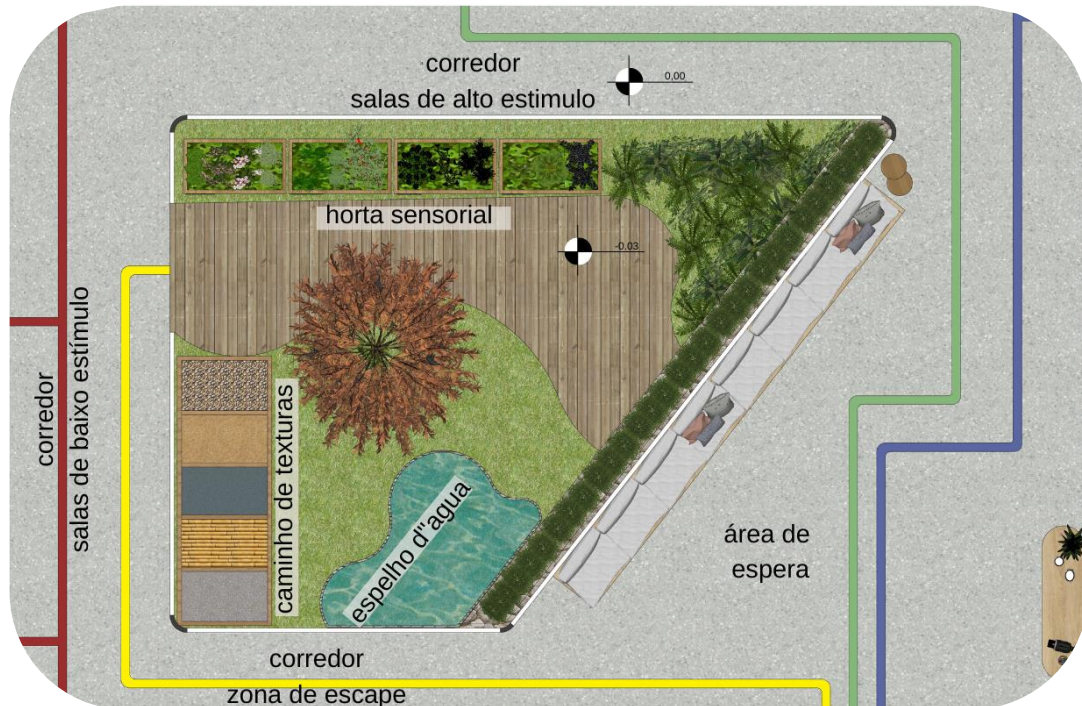 corredor
salas de alto estimulo
0,00
horta sensorial
-0.03
corredor
salas de baixo estímulo
caminho de texturas
espelho d"agua
área de
espera
corredor
zona de escape